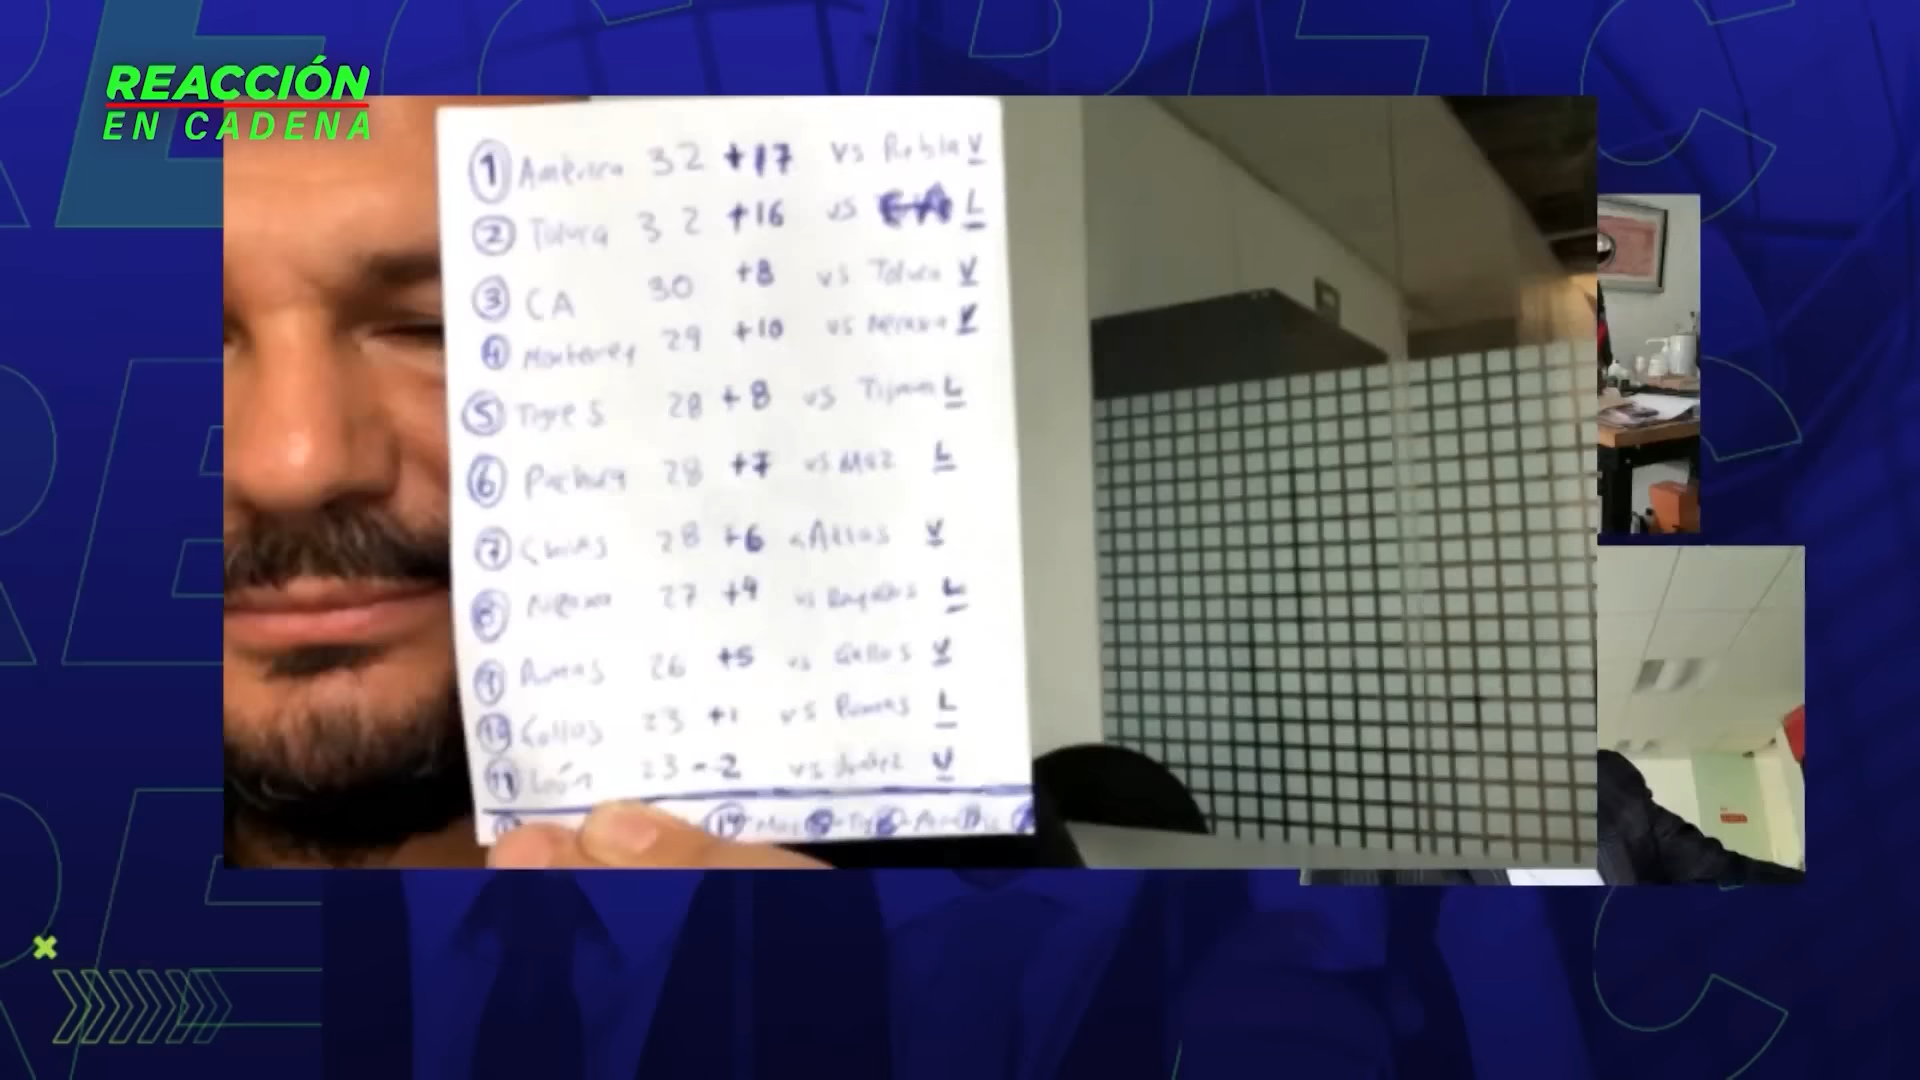 REACCIÓN
EN CADENA
1 América 32 +17 vs Puebla V
2 Toluca 32 +16 vs CA L
3 CA 30 +8 vs Toluca V
4 Monterrey 29 +10 vs Necaxa V
5 Tigres 28 +8 vs Tijuana L
6 Pachuca 28 +7 vs Maz L
7 Chivas 28 +6 vs Atlas V
8 Necaxa 27 +4 vs Rayados L
9 Pumas 26 +5 vs Gallos V
10 Gallos 23 +1 vs Pumas L
11 León 23 -2 vs Juárez V